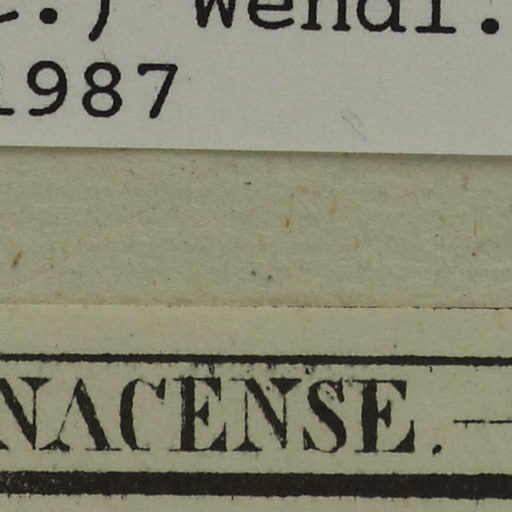 .) Wendl.
1987
NACENSE. —